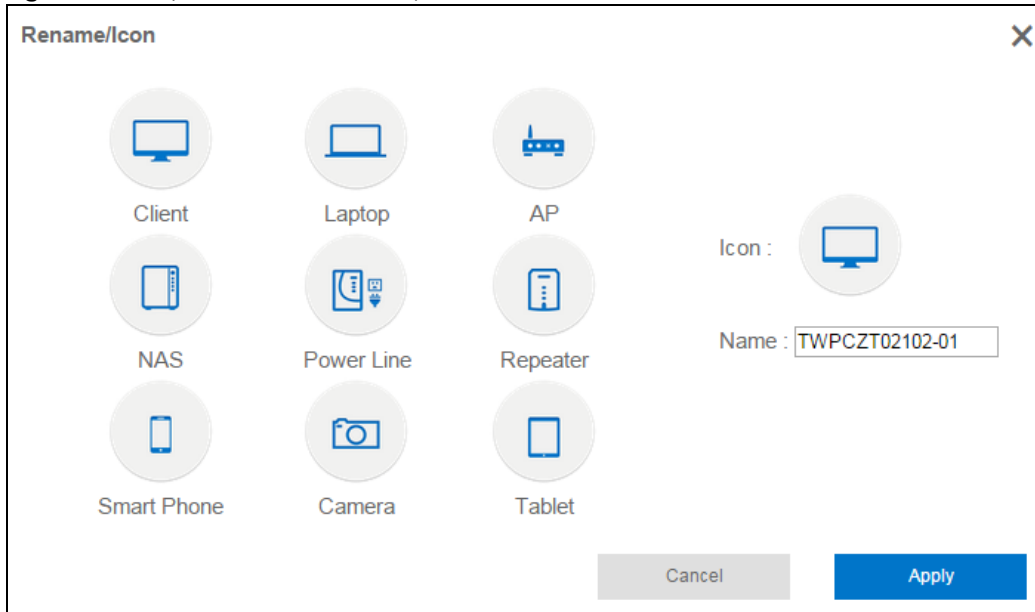 Rename/Icon
Client
Laptop
AP
Icon :
NAS
Power Line
Repeater
Name : TWPCZT02102-01
Smart Phone
Camera
Tablet
Cancel
Apply